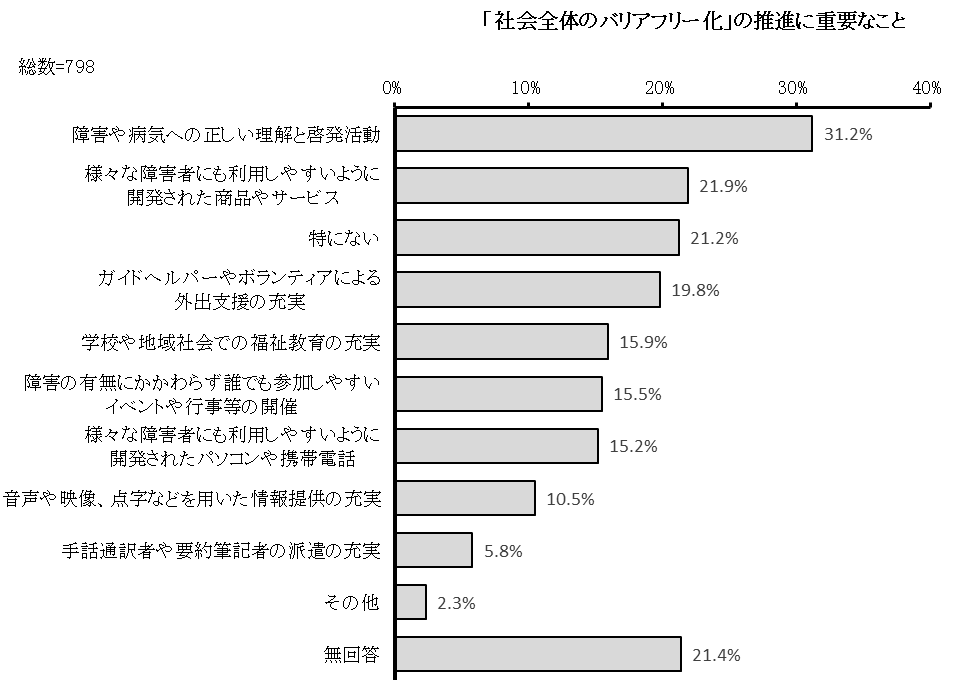 「社会全体のバリアフリー化」の推進に重要なこと
総数=798
0%
10%
20%
30%
40%
障害や病気への正しい理解と啓発活動
31.2%
様々な障害者にも利用しやすいように
開発された商品やサービス
21.9%
特にない
21.2%
ガイドヘルパーやボランティアによる
外出支援の充実
19.8%
学校や地域社会での福祉教育の充実
15.9%
障害の有無にかかわらず誰でも参加しやすい
イベントや行事等の開催
15.5%
様々な障害者にも利用しやすいように
開発されたパソコンや携帯電話
15.2%
音声や映像、点字などを用いた情報提供の充実
10.5%
手話通訳者や要約筆記者の派遣の充実
5.8%
その他
2.3%
無回答
21.4%